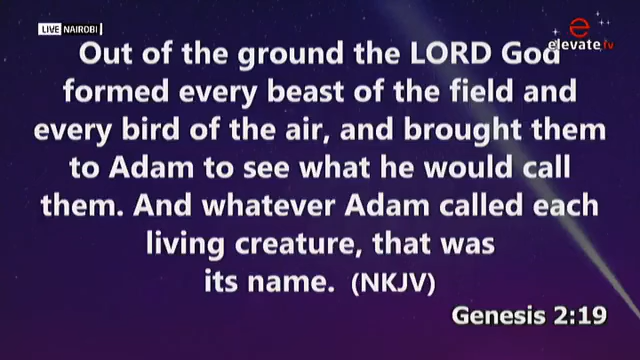 LIVE NAIROBI
elevate tv
Out of the ground the LORD God
formed every beast of the field and
every bird of the air, and brought them
to Adam to see what he would call
them. And whatever Adam called each
living creature, that was
its name. (NKJV)
Genesis 2:19